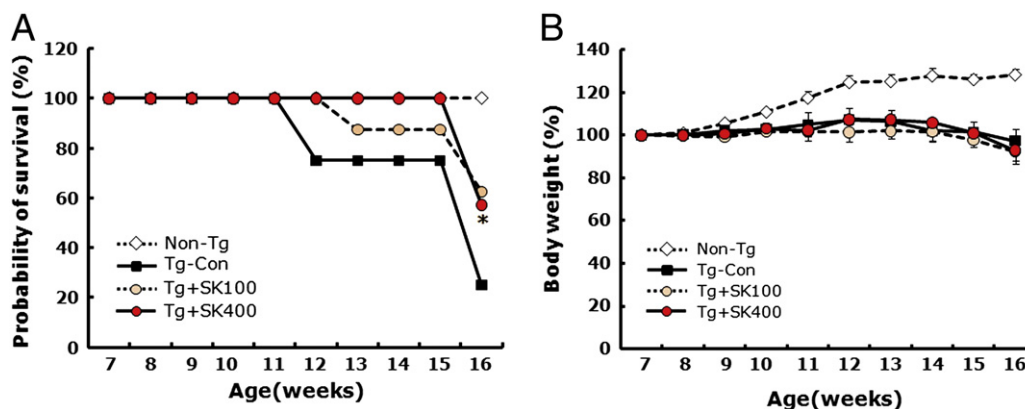 A
Probability of survival (%)
120
100
80
60
40
20
0
*
Non-Tg
Tg-Con
Tg+SK100
Tg+SK400
7 8 9 10 11 12 13 14 15 16
Age(weeks)
B
Body weight (%)
140
120
100
80
60
40
20
0
Non-Tg
Tg-Con
Tg+SK100
Tg+SK400
7 8 9 10 11 12 13 14 15 16
Age(weeks)